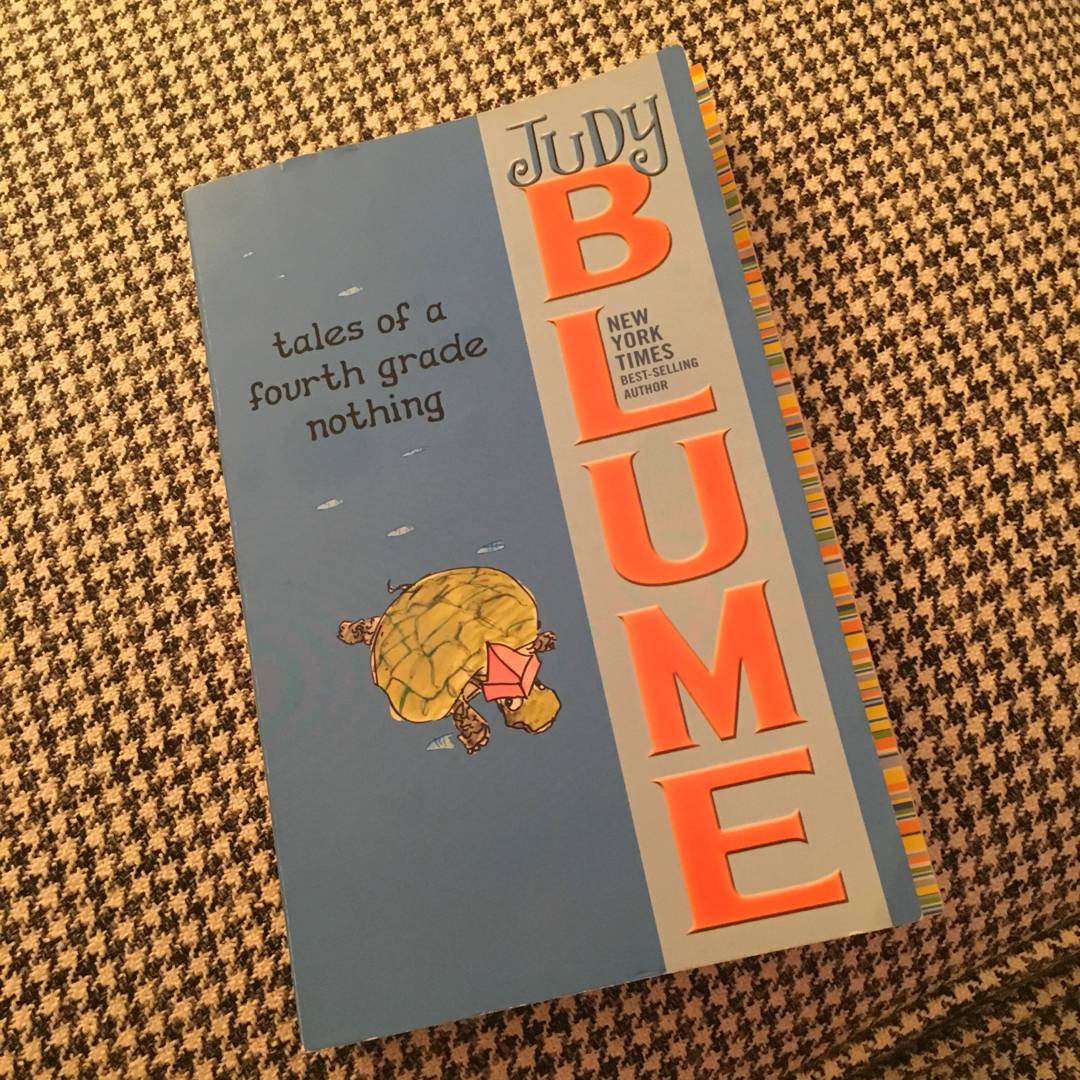 JuDy
BLUME
NEW
YORK
TIMES
BEST-SELLING
AUTHOR
tales of a
fourth grade
nothing